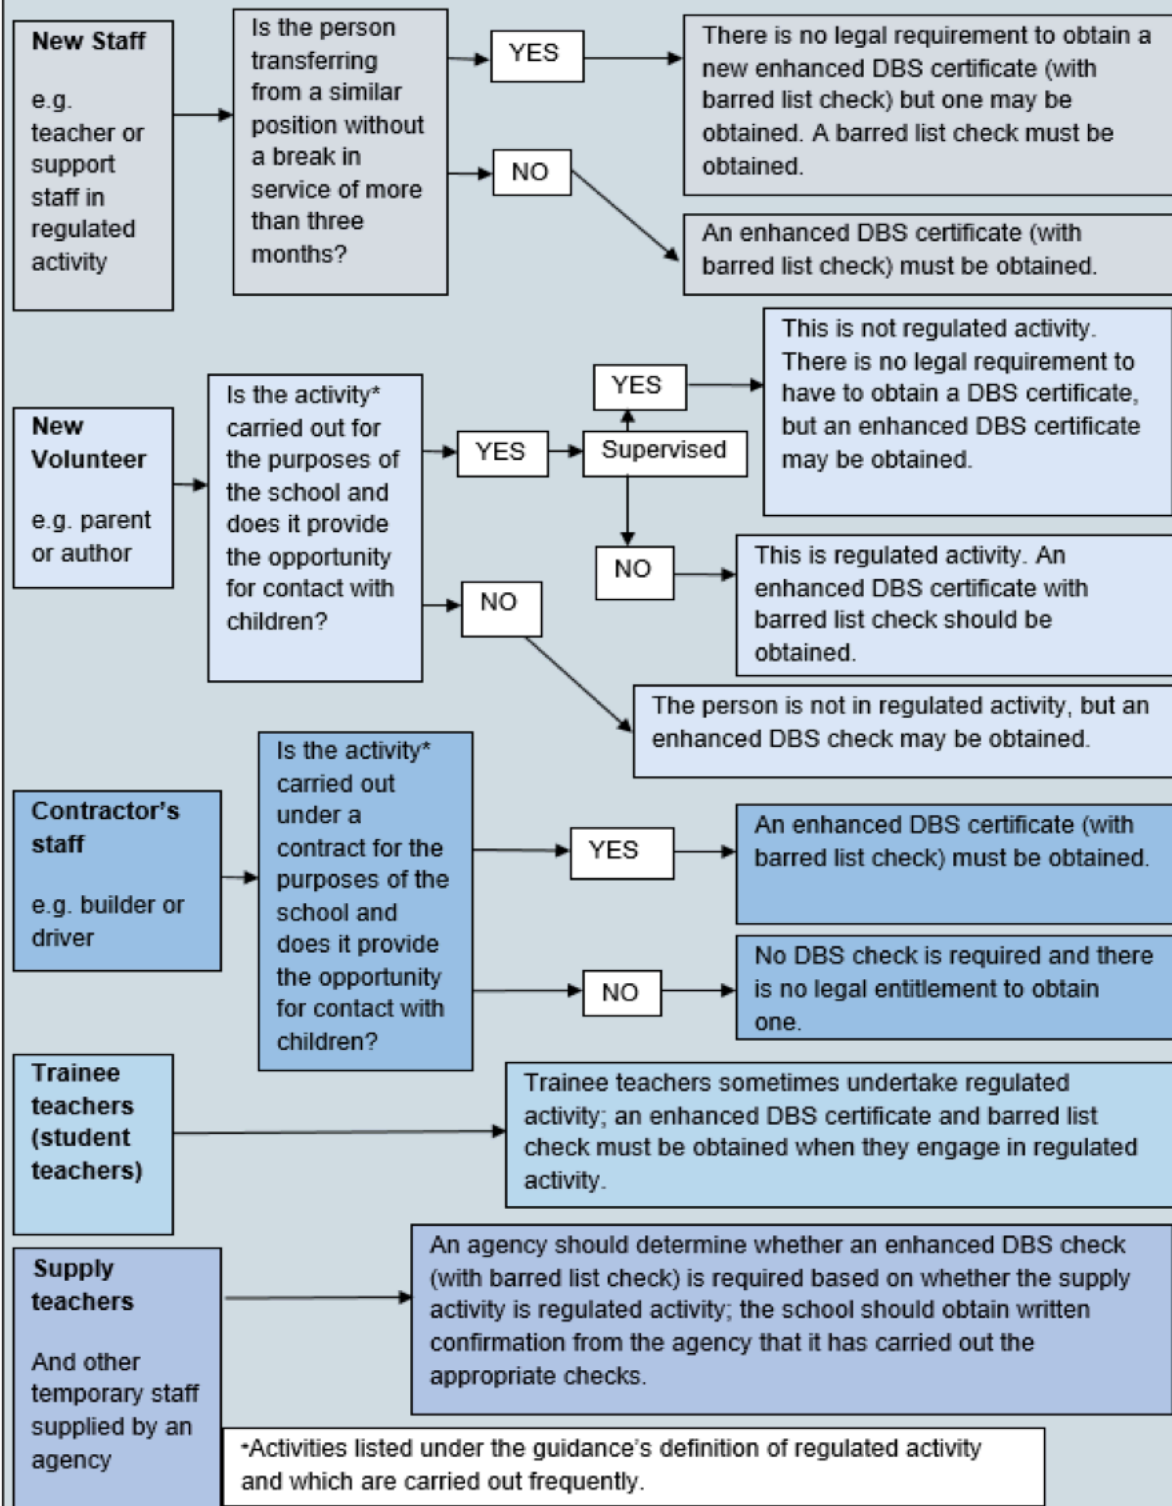 New Staff
e.g.
teacher or
support
staff in
regulated
activity
Is the person
transferring
from a similar
position without
a break in
service of more
than three
months?
YES
There is no legal requirement to obtain a
new enhanced DBS certificate (with
barred list check) but one may be
obtained. A barred list check must be
obtained.
NO
An enhanced DBS certificate (with
barred list check) must be obtained.
New
Volunteer
e.g. parent
or author
Is the activity*
carried out for
the purposes of
the school and
does it provide
the opportunity
for contact with
children?
YES
Supervised
YES
This is not regulated activity.
There is no legal requirement to
have to obtain a DBS certificate,
but an enhanced DBS certificate
may be obtained.
NO
This is regulated activity. An
enhanced DBS certificate with
barred list check should be
obtained.
NO
The person is not in regulated activity, but an
enhanced DBS check may be obtained.
Contractor's
staff
e.g. builder or
driver
Is the activity*
carried out
under a
contract for the
purposes of the
school and
does it provide
the opportunity
for contact with
children?
YES
An enhanced DBS certificate (with
barred list check) must be obtained.
NO
No DBS check is required and there
is no legal entitlement to obtain
one.
Trainee
teachers
(student
teachers)
Trainee teachers sometimes undertake regulated
activity; an enhanced DBS certificate and barred list
check must be obtained when they engage in regulated
activity.
Supply
teachers
And other
temporary staff
supplied by an
agency
An agency should determine whether an enhanced DBS check
(with barred list check) is required based on whether the supply
activity is regulated activity; the school should obtain written
confirmation from the agency that it has carried out the
appropriate checks.
*Activities listed under the guidance's definition of regulated activity
and which are carried out frequently.